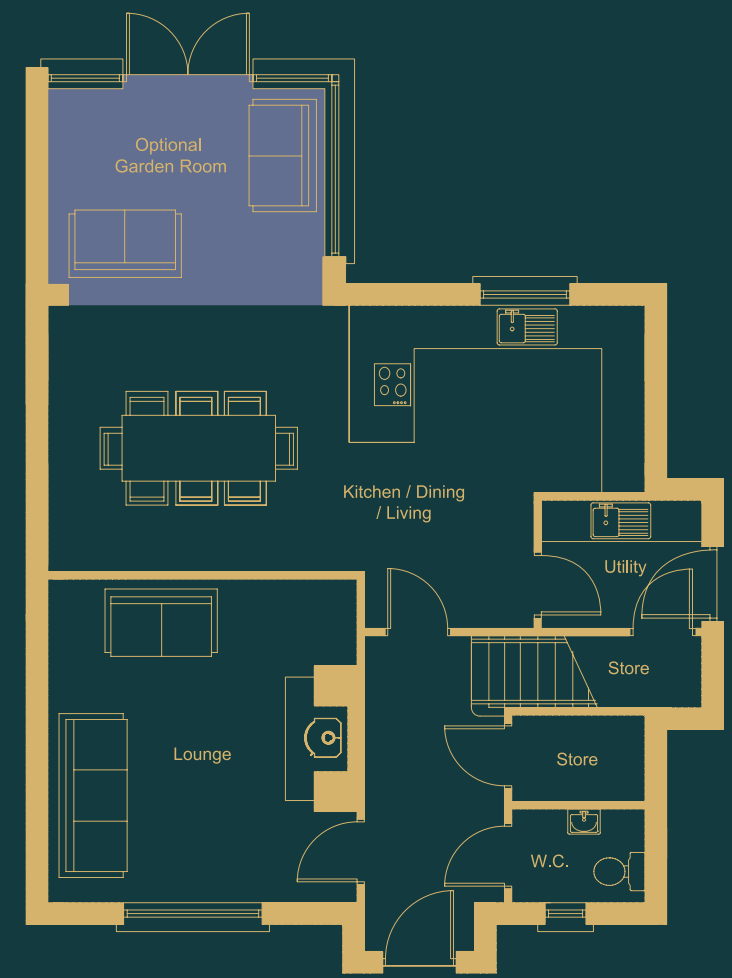 Optional
Garden Room
Kitchen / Dining
/ Living
Utility
Store
Lounge
Store
W.C.